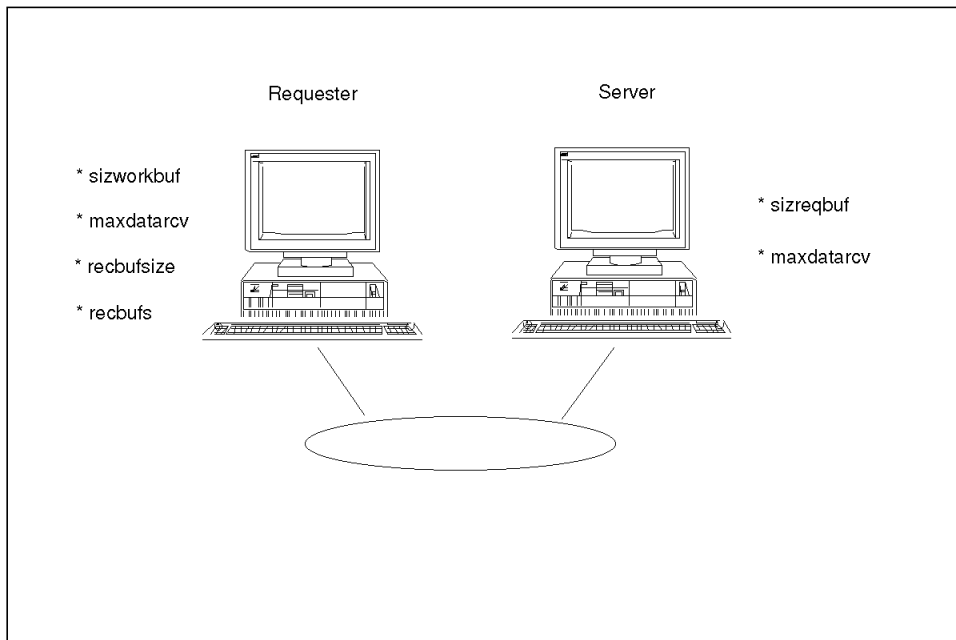 Requester
Server
* sizworkbuf
* maxdatarcv
* recbufsize
* recbufs
* sizreqbuf
* maxdatarcv